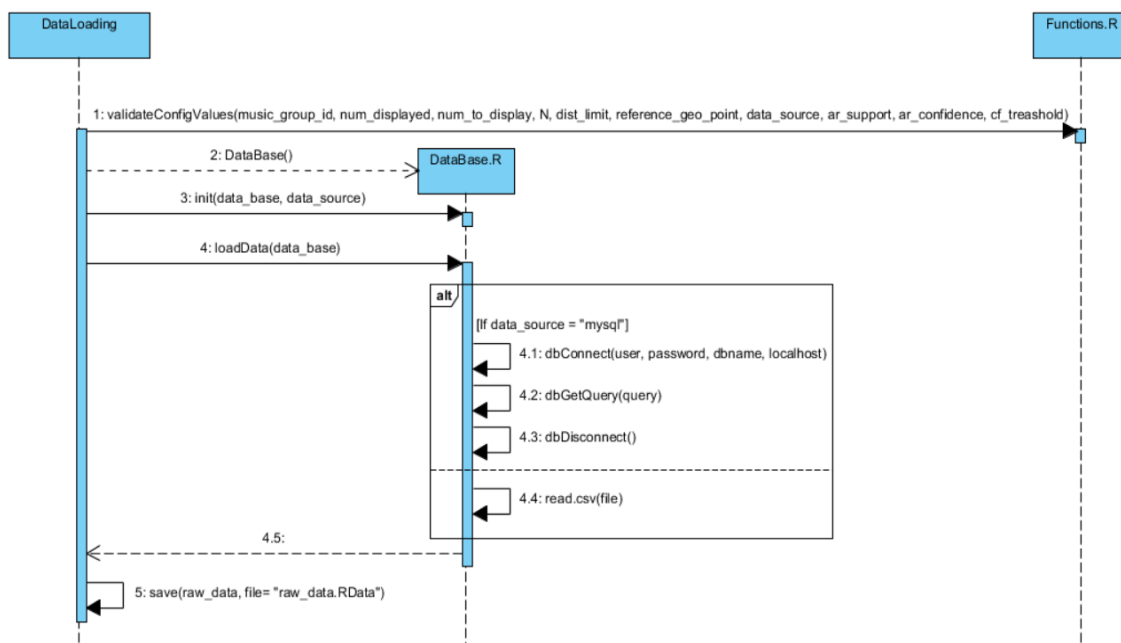 DataLoading
Functions.R
1: validateConfigValues(music_group_id, num_displayed, num_to_display, N, dist_limit, reference_geo_point, data_source, ar_support, ar_confidence, cf_treashold)
2: DataBase()
DataBase.R
3: init(data_base, data_source)
4: loadData(data_base)
alt
[If data_source = "mysql"]
4.1: dbConnect(user, password, dbname, localhost)
4.2: dbGetQuery(query)
4.3: dbDisconnect()
4.4: read.csv(file)
4.5:
5: save(raw_data, file= "raw_data.RData")